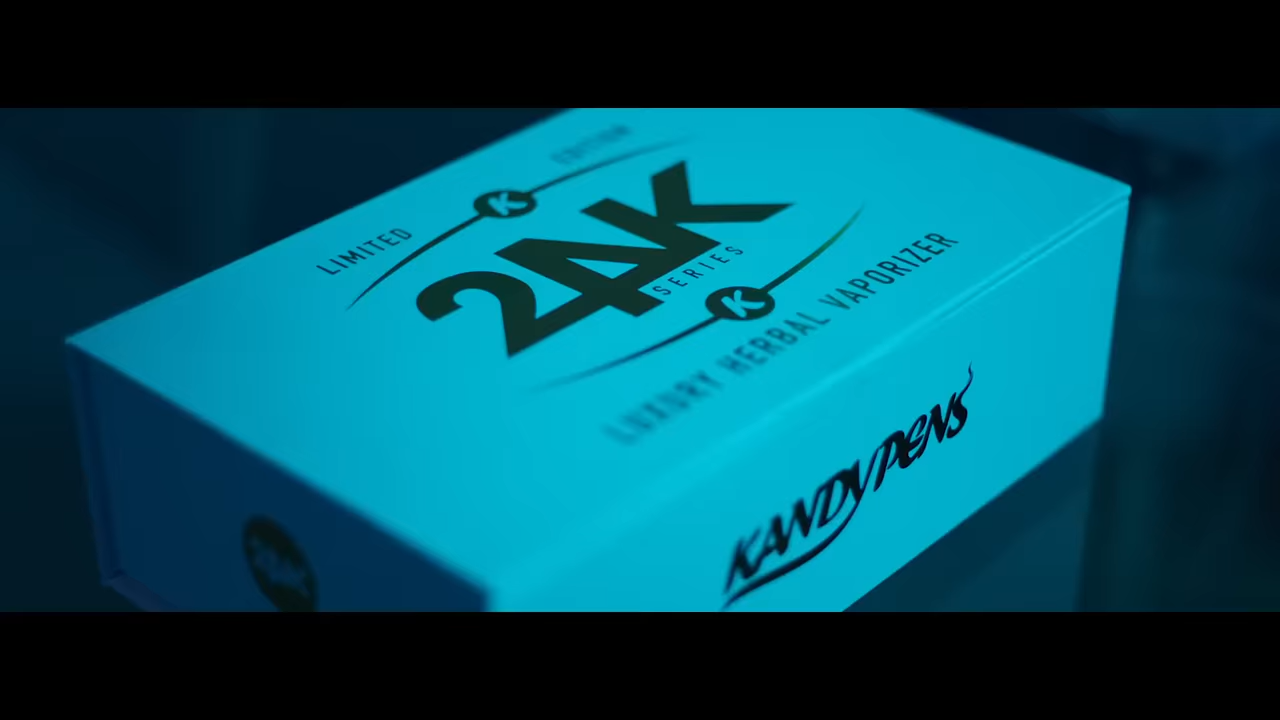 LIMITED EDITION
K
24K
SERIES
K
LUXURY HERBAL VAPORIZER
KANDYPENS